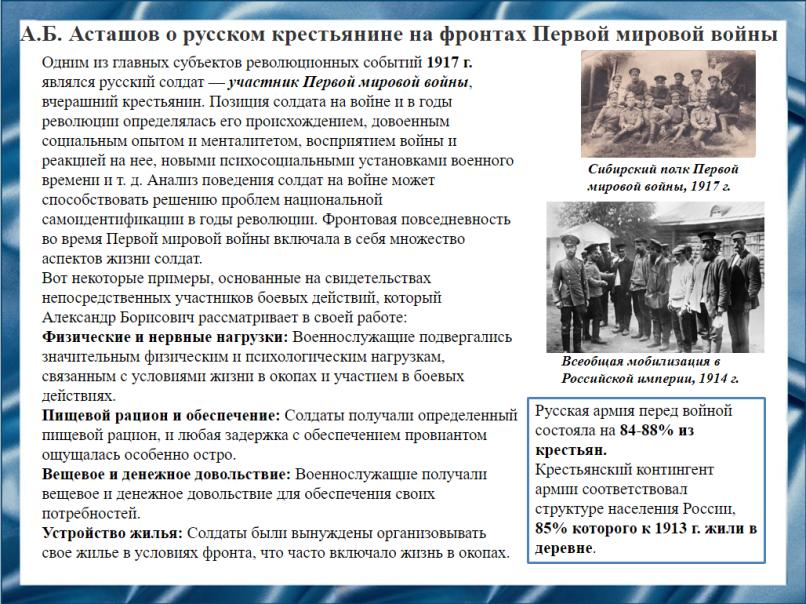 А.Б. Асташов о русском крестьянине на фронтах Первой мировой войны
Одним из главных субъектов революционных событий 1917 г.
являлся русский солдат — участник Первой мировой войны,
вчерашний крестьянин. Позиция солдата на войне и в годы
революции определялась его происхождением, довоенным
социальным опытом и менталитетом, восприятием войны и
реакцией на нее, новыми психосоциальными установками военного
времени и т. д. Анализ поведения солдат на войне может
способствовать решению проблем национальной
самоидентификации в годы революции. Фронтовая повседневность
во время Первой мировой войны включала в себя множество
аспектов жизни солдат.
Вот некоторые примеры, основанные на свидетельствах
непосредственных участников боевых действий, который
Александр Борисович рассматривает в своей работе:
Физические и нервные нагрузки: Военнослужащие подвергались
значительным физическим и психологическим нагрузкам,
связанным с условиями жизни в окопах и участием в боевых
действиях.
Пищевой рацион и обеспечение: Солдаты получали определенный
пищевой рацион, и любая задержка с обеспечением провиантом
ощущалась особенно остро.
Вещевое и денежное довольствие: Военнослужащие получали
вещевое и денежное довольствие для обеспечения своих
потребностей.
Устройство жилья: Солдаты были вынуждены организовывать
свое жилье в условиях фронта, что часто включало жизнь в окопах.
Сибирский полк Первой
мировой войны, 1917 г.
Всеобщая мобилизация в
Российской империи, 1914 г.
Русская армия перед войной
состояла на 84-88% из
крестьян.
Крестьянский контингент
армии соответствовал
структуре населения России,
85% которого к 1913 г. жили в
деревне.